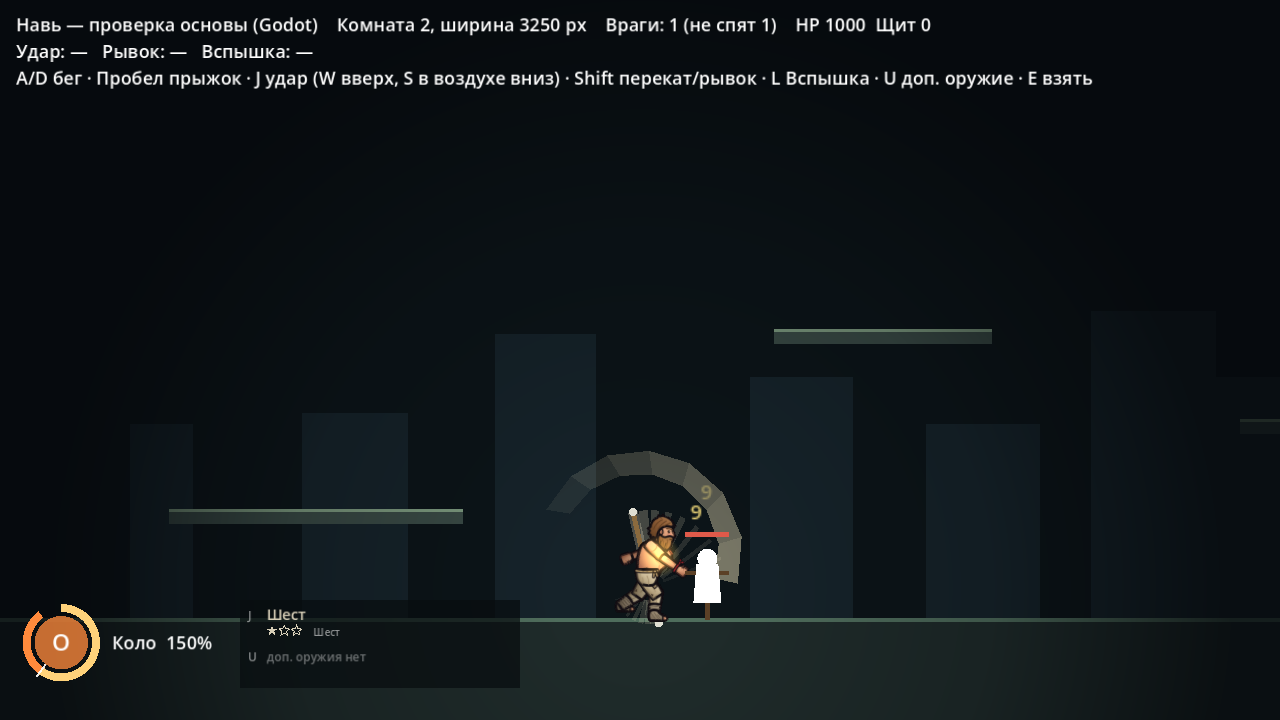 Навь — проверка основы (Godot) Комната 2, ширина 3250 px Враги: 1 (не спят 1) HP 1000 Щит 0
Удар: — Рывок: — Вспышка: —
A/D бег · Пробел прыжок · J удар (W вверх, S в воздухе вниз) · Shift перекат/рывок · L Вспышка · U доп. оружие · E взять
9
9
J Шест
★☆☆ Шест
U доп. оружия нет
О Коло 150%